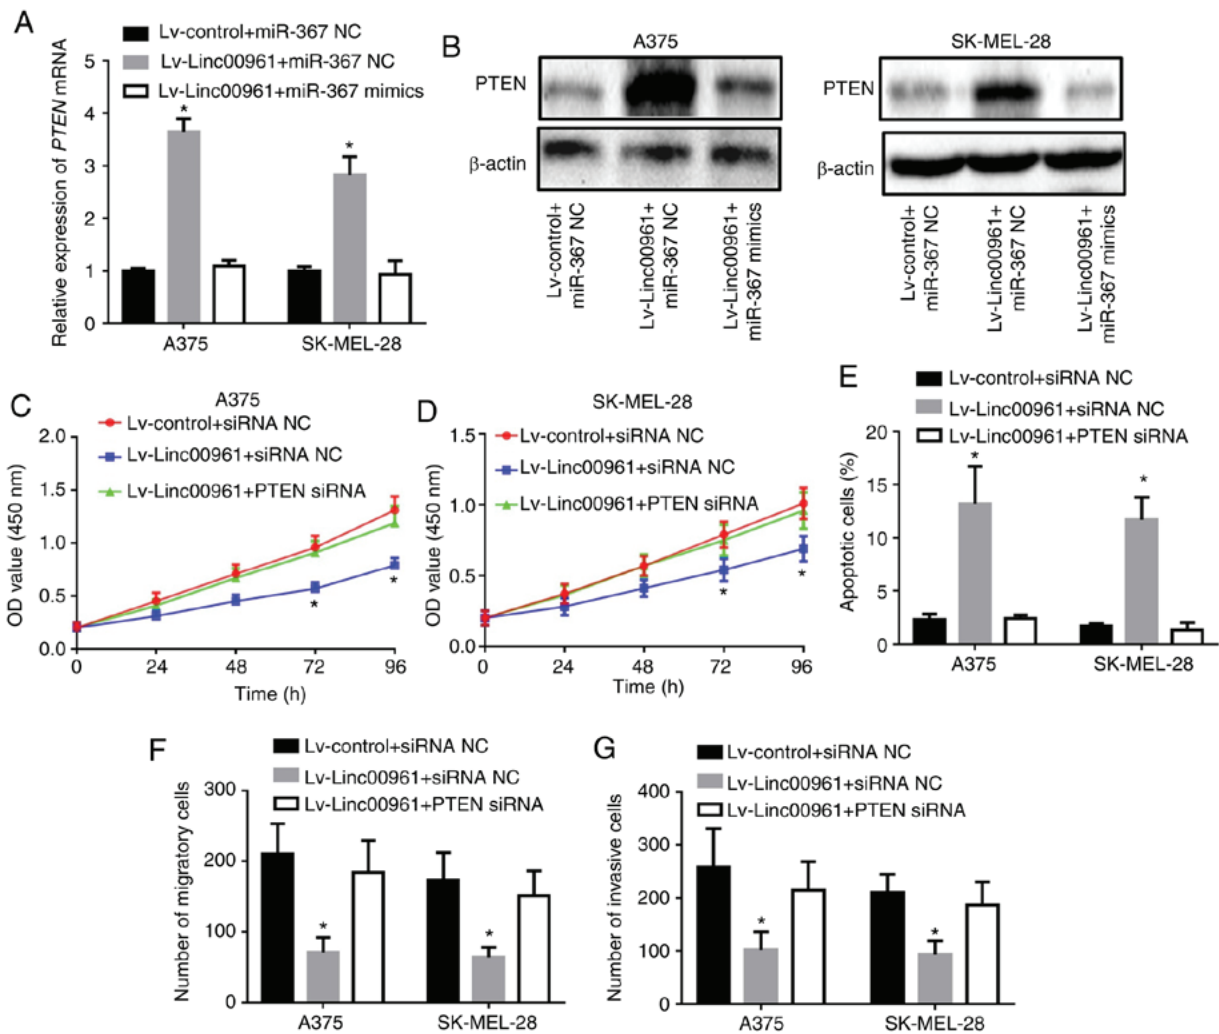 A
Lv-control+miR-367 NC
Lv-Linc00961+miR-367 NC
Lv-Linc00961+miR-367 mimics
Relative expression of PTEN mRNA
5
4
3
2
1
0
*
*
A375
SK-MEL-28
B
A375
PTEN
β-actin
Lv-control+
miR-367 NC
Lv-Linc00961+
miR-367 NC
Lv-Linc00961+
miR-367 mimics
SK-MEL-28
PTEN
β-actin
Lv-control+
miR-367 NC
Lv-Linc00961+
miR-367 NC
Lv-Linc00961+
miR-367 mimics
C
A375
Lv-control+siRNA NC
Lv-Linc00961+siRNA NC
Lv-Linc00961+PTEN siRNA
OD value (450 nm)
2.0
1.5
1.0
0.5
0.0
*
*
0 24 48 72 96
Time (h)
D
SK-MEL-28
Lv-control+siRNA NC
Lv-Linc00961+siRNA NC
Lv-Linc00961+PTEN siRNA
OD value (450 nm)
1.5
1.0
0.5
0.0
*
*
0 24 48 72 96
Time (h)
E
Lv-control+siRNA NC
Lv-Linc00961+siRNA NC
Lv-Linc00961+PTEN siRNA
Apoptotic cells (%)
20
15
10
5
0
*
*
A375
SK-MEL-28
F
Lv-control+siRNA NC
Lv-Linc00961+siRNA NC
Lv-Linc00961+PTEN siRNA
Number of migratory cells
300
200
100
0
*
*
A375
SK-MEL-28
G
Lv-control+siRNA NC
Lv-Linc00961+siRNA NC
Lv-Linc00961+PTEN siRNA
Number of invasive cells
400
300
200
100
0
*
*
A375
SK-MEL-28